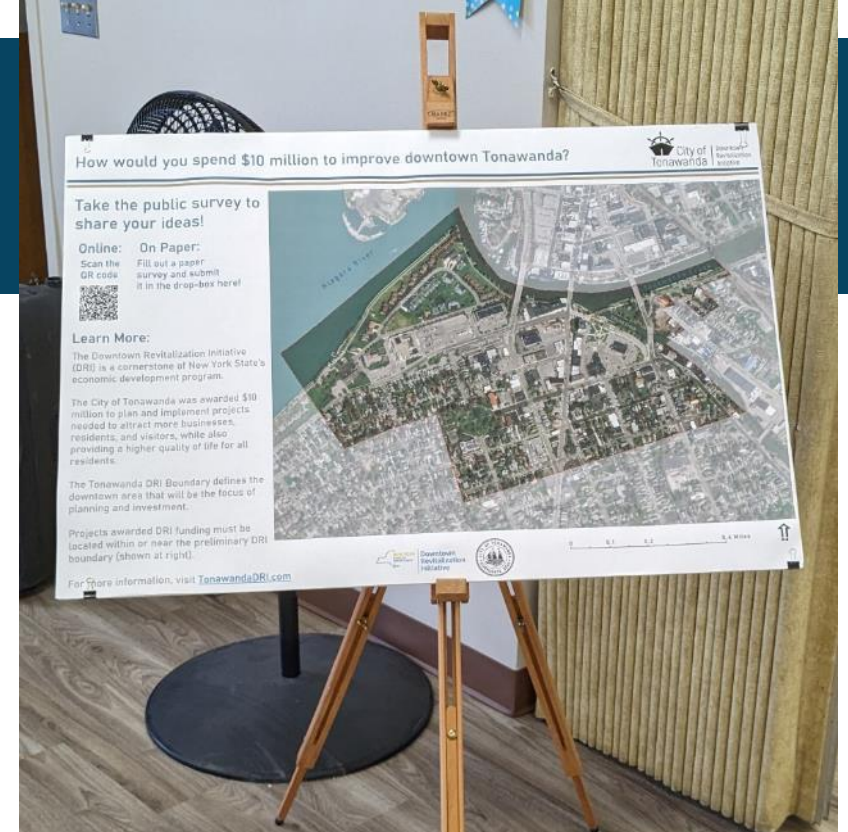 How would you spend $10 million to improve downtown Tonawanda?
City of
Tonawanda
Downtown
Revitalization
Initiative
Take the public survey to
share your ideas!
Online:
Scan the
QR code
On Paper:
Fill out a paper
survey and submit
it in the drop-box here!
Learn More:
The Downtown Revitalization Initiative
(DRI) is a cornerstone of New York State's
economic development program.
The City of Tonawanda was awarded $10
million to plan and implement projects
needed to attract more businesses,
residents, and visitors, while also
providing a higher quality of life for all
residents.
The Tonawanda DRI Boundary defines the
downtown area that will be the focus of
planning and investment.
Projects awarded DRI funding must be
located within or near the preliminary DRI
boundary (shown at right).
For more information, visit TonawandaDRI.com
Niagara River
Downtown
Revitalization
Initiative
0 0.1 0.2 0.4 Miles